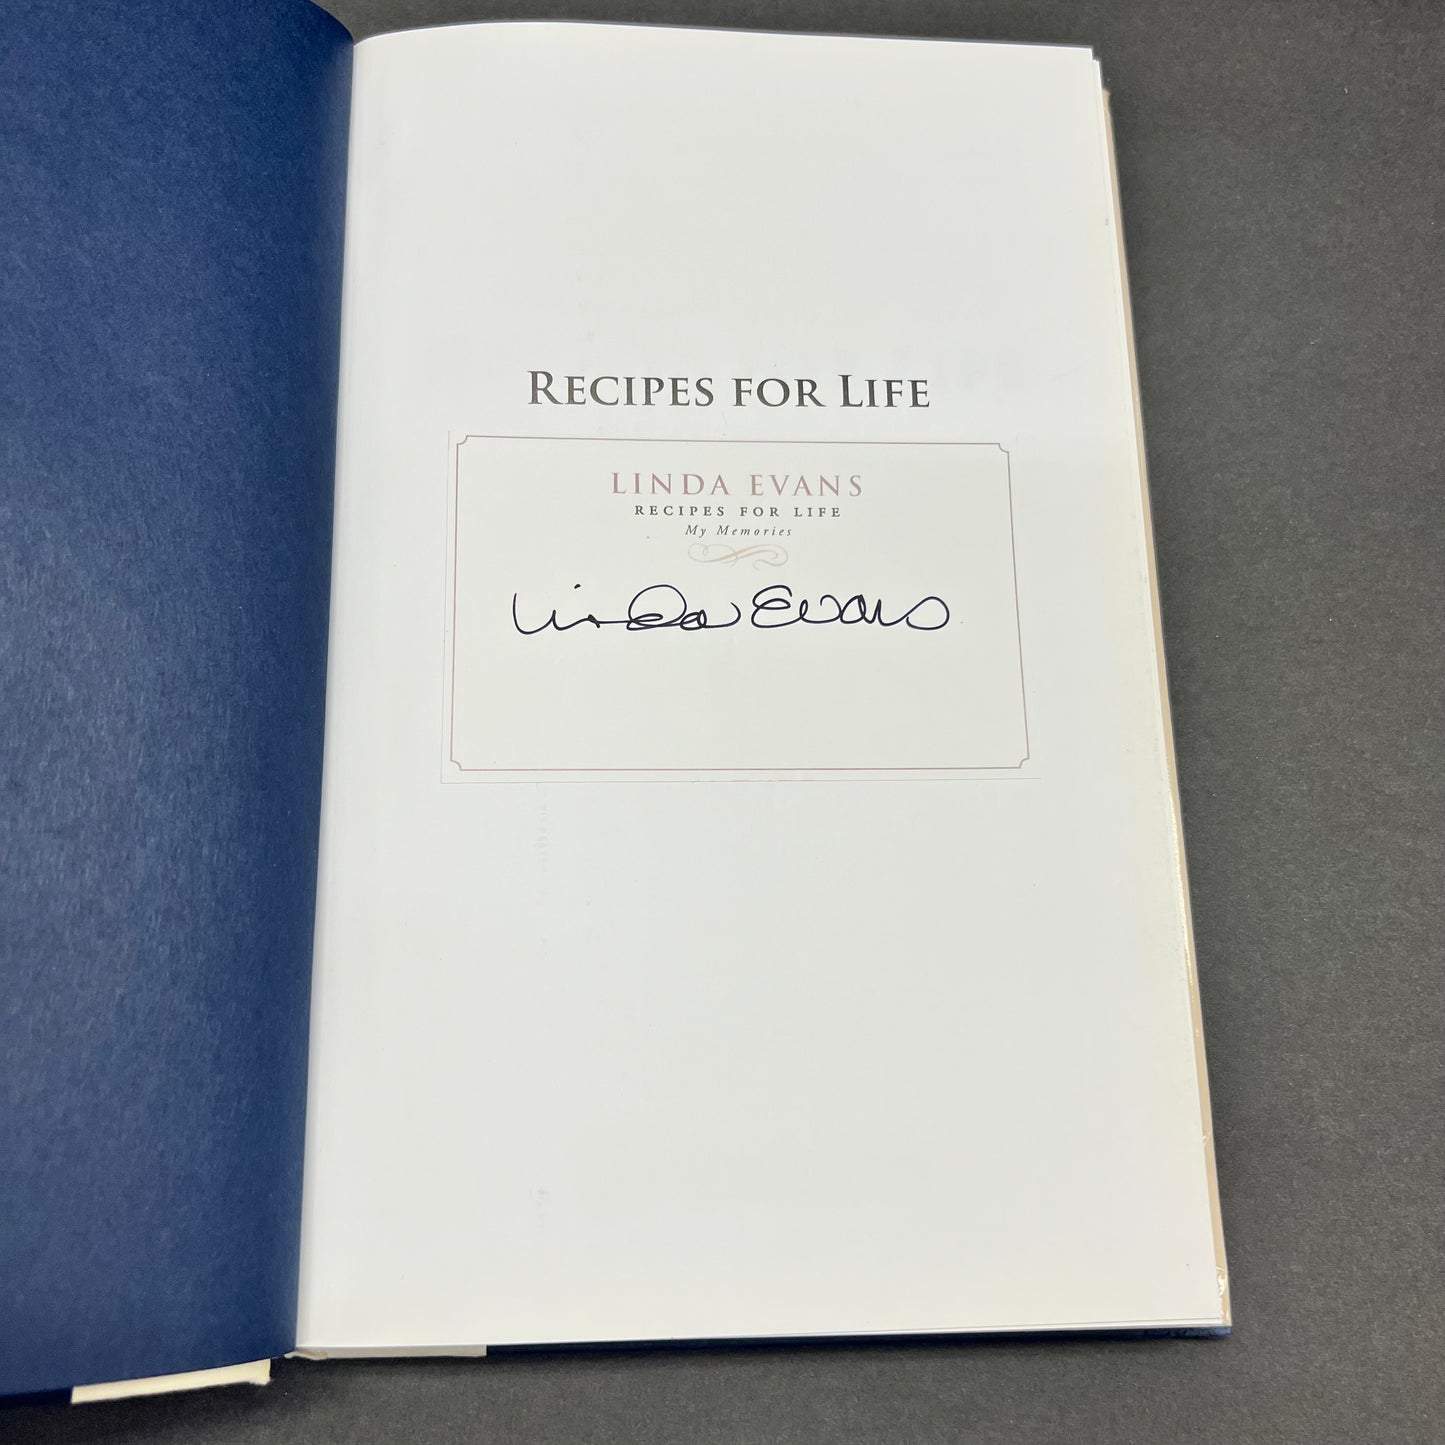 RECIPES FOR LIFE
LINDA EVANS
RECIPES FOR LIFE
My Memories
Linda Evans